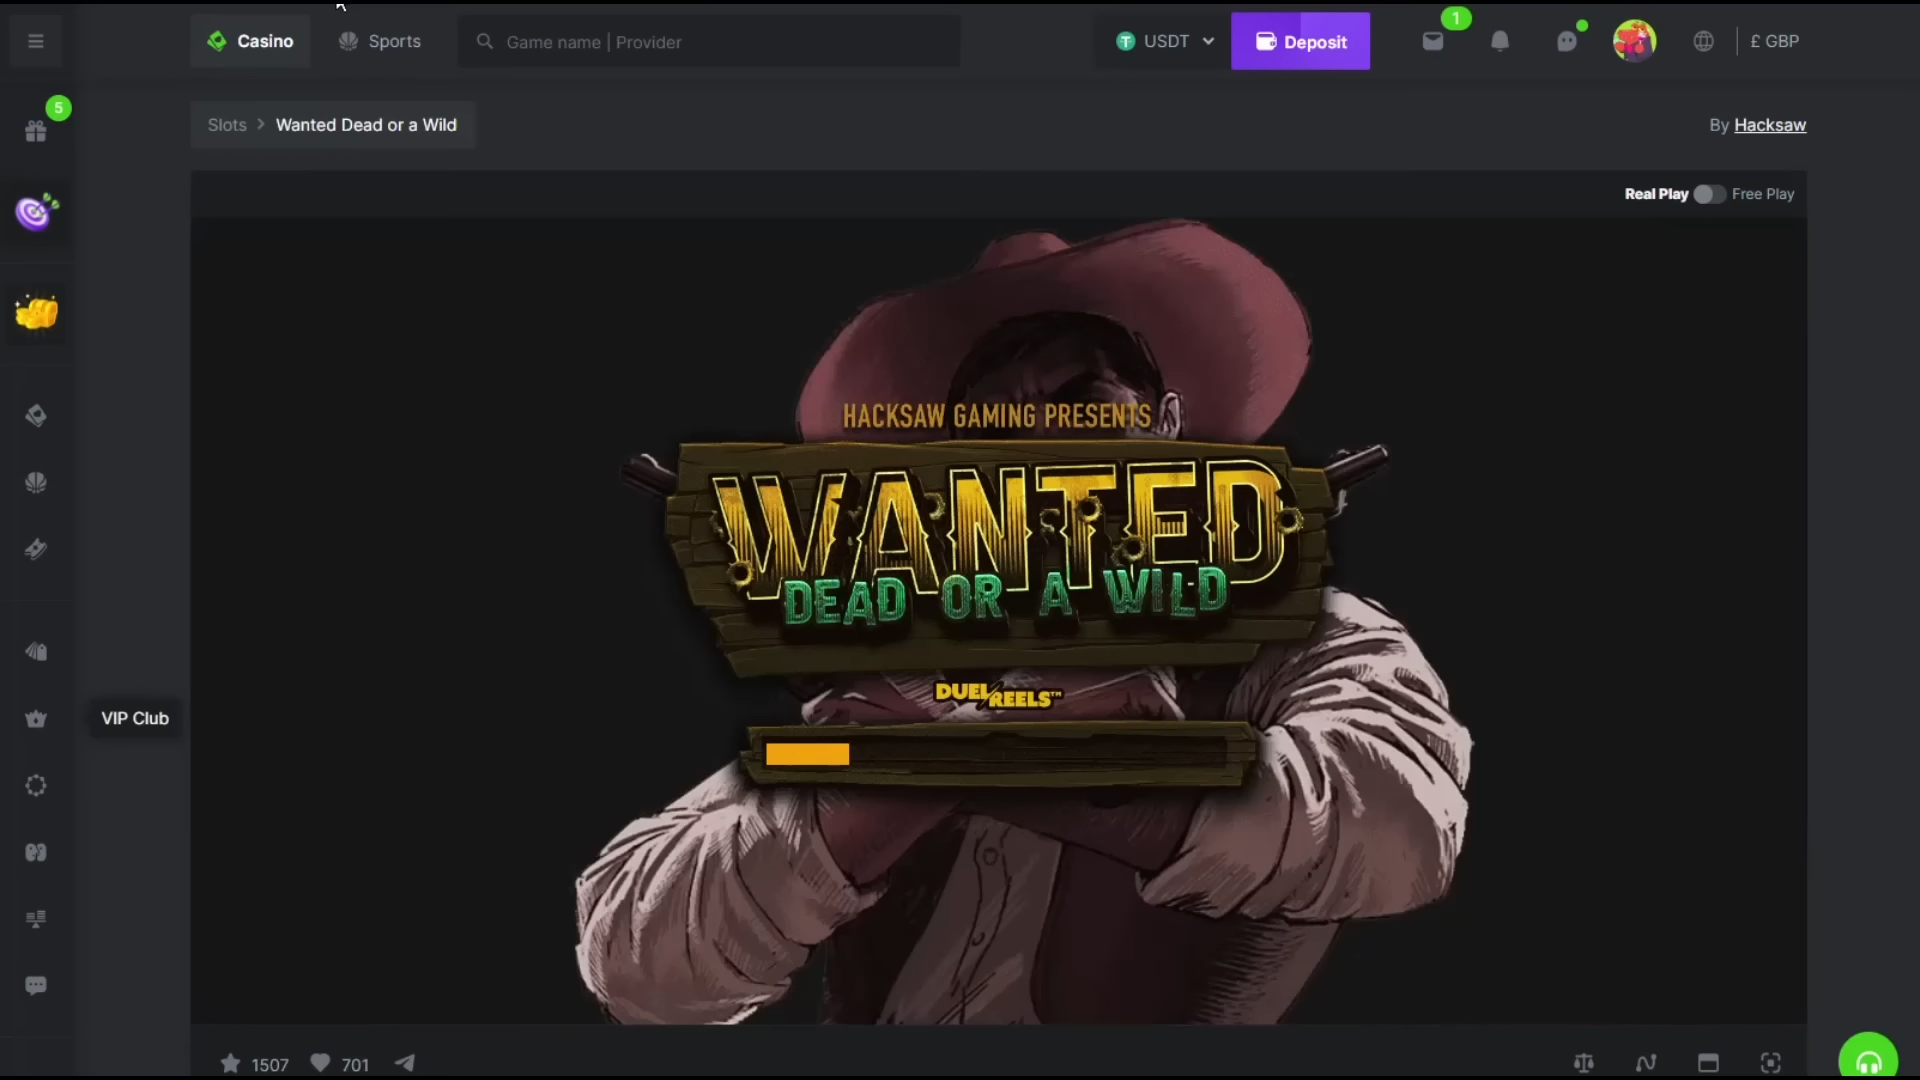 Casino
Sports
Game name | Provider
USDT
Deposit
1
£ GBP
5
Slots > Wanted Dead or a Wild
By Hacksaw
Real Play
Free Play
HACKSAW GAMING PRESENTS
WANTED
DEAD OR A WILD
DUEL REELS™
VIP Club
1507
701